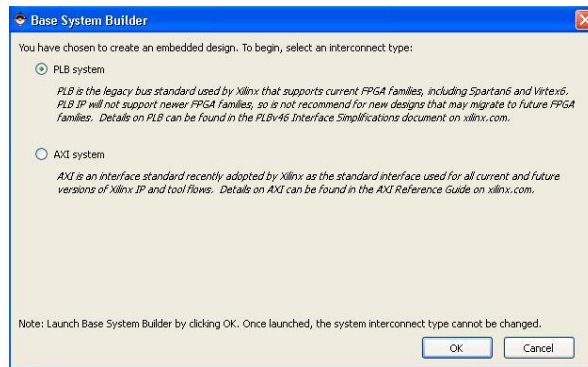 Base System Builder
You have chosen to create an embedded design. To begin, select an interconnect type:
PLB system
PLB is the legacy bus standard used by Xilinx that supports current FPGA families, including Spartan6 and Virtex6.
PLB IP will not support newer FPGA families, so is not recommend for new designs that may migrate to future FPGA
families. Details on PLB can be found in the PLBv46 Interface Simplifications document on xilinx.com.
AXI system
AXI is an interface standard recently adopted by Xilinx as the standard interface used for all current and future
versions of Xilinx IP and tool flows. Details on AXI can be found in the AXI Reference Guide on xilinx.com.
Note: Launch Base System Builder by clicking OK. Once launched, the system interconnect type cannot be changed.
OK Cancel